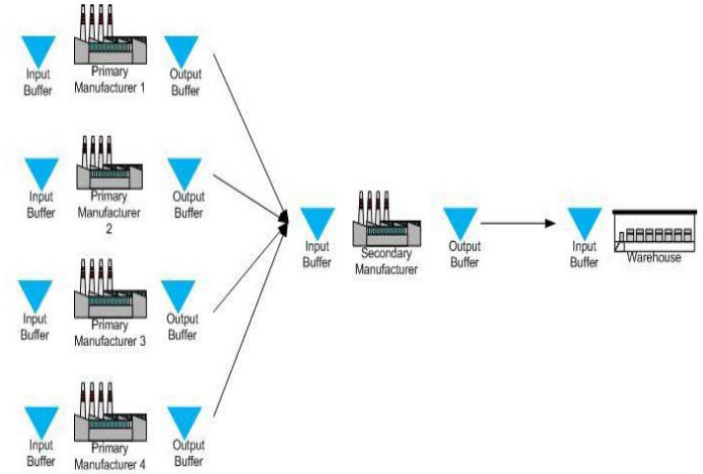 Input
Buffer
Primary
Manufacturer 1
Output
Buffer
Input
Buffer
Primary
Manufacturer
2
Output
Buffer
Input
Buffer
Secondary
Manufacturer
Output
Buffer
Input
Buffer
Warehouse
Input
Buffer
Primary
Manufacturer 3
Output
Buffer
Input
Buffer
Primary
Manufacturer 4
Output
Buffer